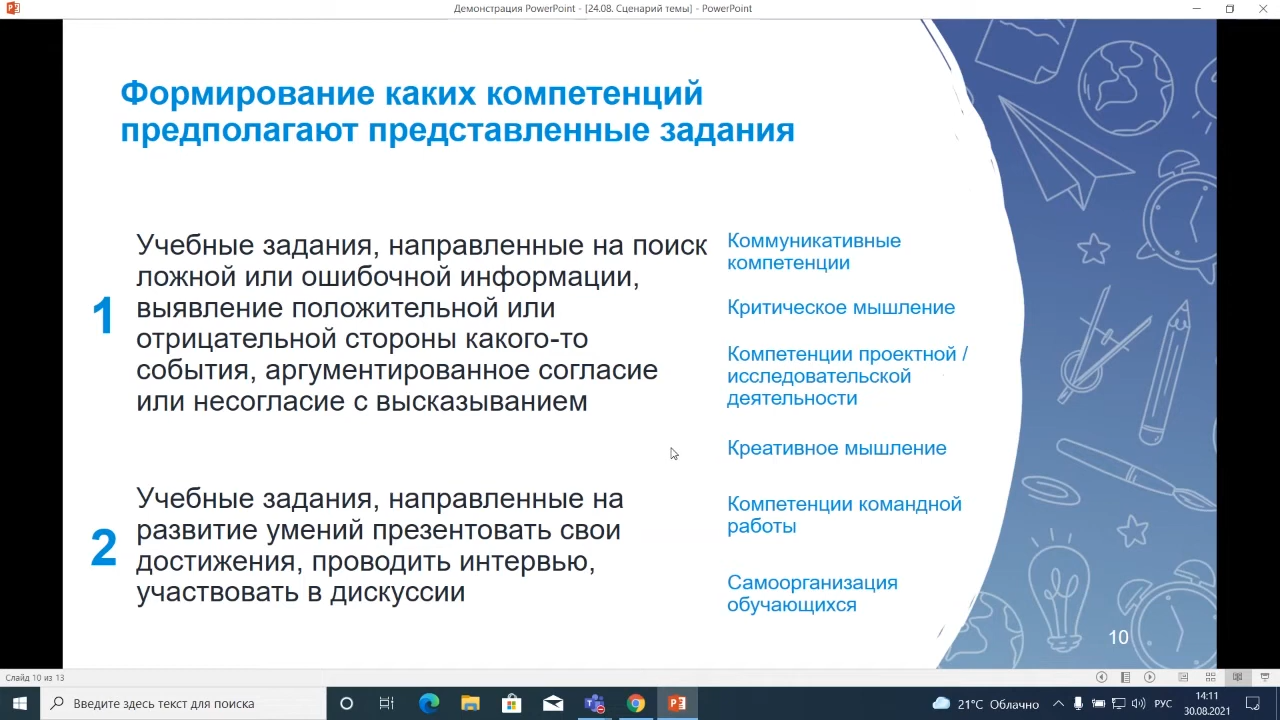 Демонстрация PowerPoint - [24.08. Сценарий темы] - PowerPoint
Формирование каких компетенций
предполагают представленные задания
1
Учебные задания, направленные на поиск
ложной или ошибочной информации,
выявление положительной или
отрицательной стороны какого-то
события, аргументированное согласие
или несогласие с высказыванием
2
Учебные задания, направленные на
развитие умений презентовать свои
достижения, проводить интервью,
участвовать в дискуссии
Коммуникативные
компетенции
Критическое мышление
Компетенции проектной /
исследовательской
деятельности
Креативное мышление
Компетенции командной
работы
Самоорганизация
обучающихся
10
Слайд 10 из 13
Введите здесь текст для поиска
21°C Облачно
РУС
14:11
30.08.2021